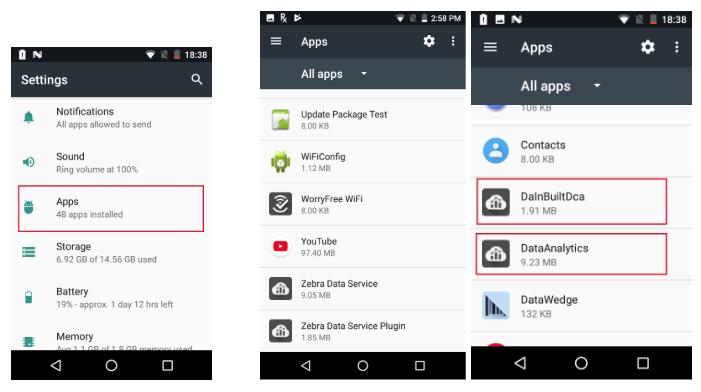 18:38
Settings
Notifications
All apps allowed to send
Sound
Ring volume at 100%
Apps
48 apps installed
Storage
6.92 GB of 14.56 GB used
Battery
19% - approx. 1 day 12 hrs left
Memory
Avg 1.1 GB of 1.8 GB memory used
2:58 PM
Apps
All apps
Update Package Test
8.00 KB
WiFiConfig
1.12 MB
WorryFree WiFi
8.00 KB
YouTube
97.40 MB
Zebra Data Service
9.05 MB
Zebra Data Service Plugin
1.85 MB
18:38
Apps
All apps
108 KB
Contacts
8.00 KB
DaInBuiltDca
1.91 MB
DataAnalytics
9.23 MB
DataWedge
132 KB